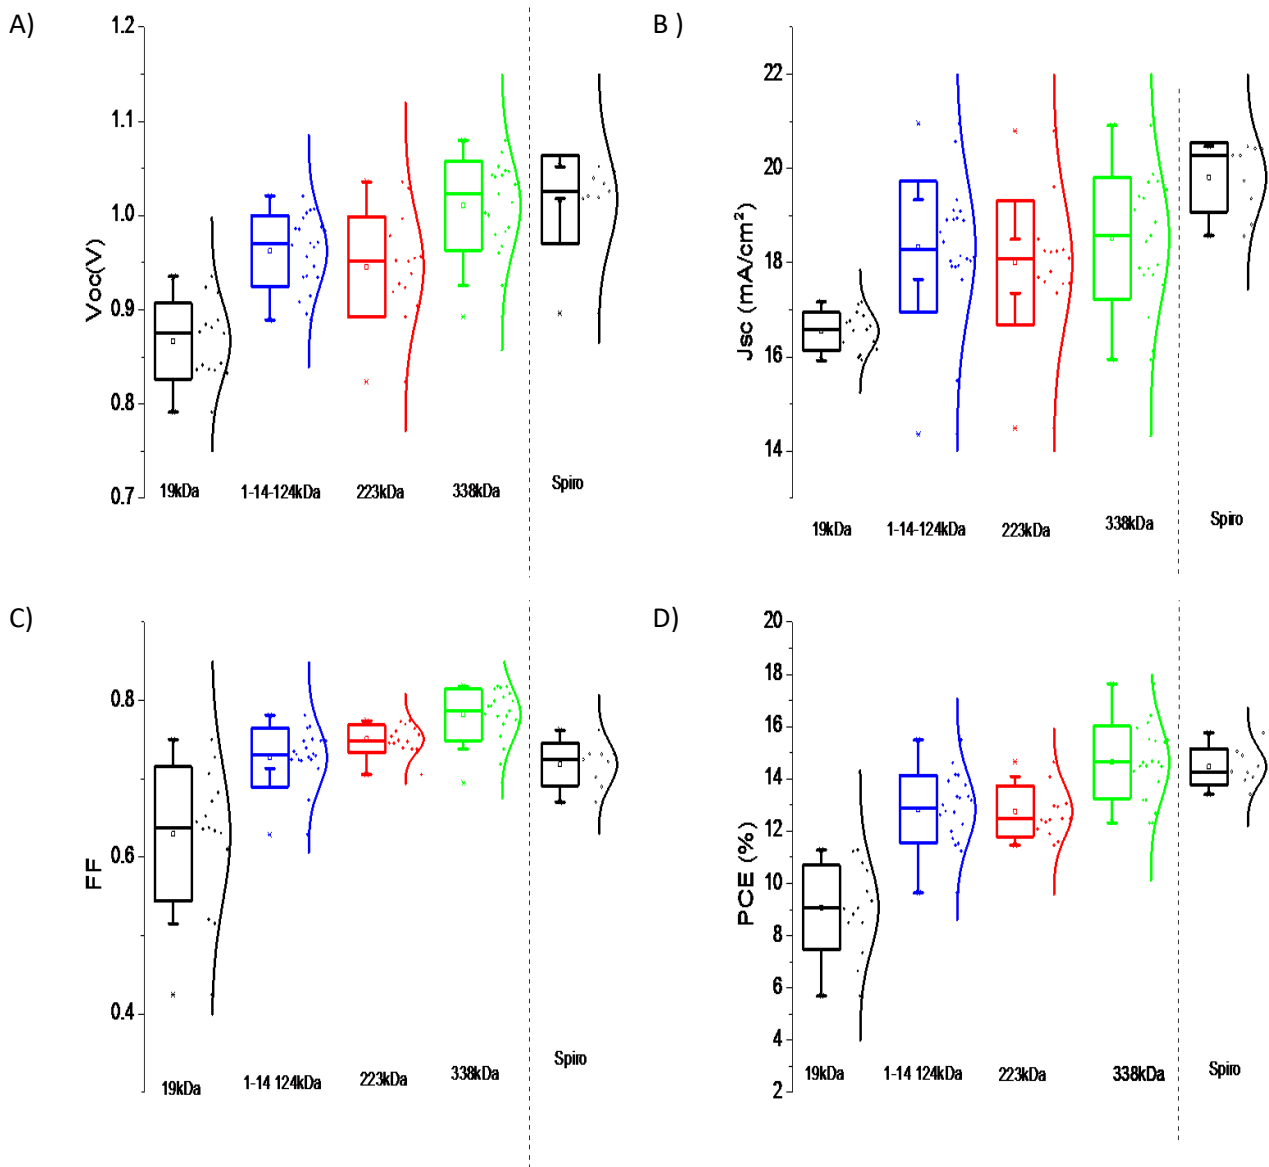 A)
1.2
1.1
1.0
0.9
0.8
0.7
Voc(V)
19kDa
1-14-124kDa
223kDa
338kDa
Spiro
B )
22
20
18
16
14
Jsc (mA/cm²)
19kDa
1-14-124kDa
223kDa
338kDa
Spiro
C)
0.8
0.6
0.4
FF
19kDa
1-14 124kDa
223kDa
338kDa
Spiro
D)
20
18
16
14
12
10
8
6
4
2
PCE (%)
19kDa
1-14 124kDa
223kDa
338kDa
Spiro